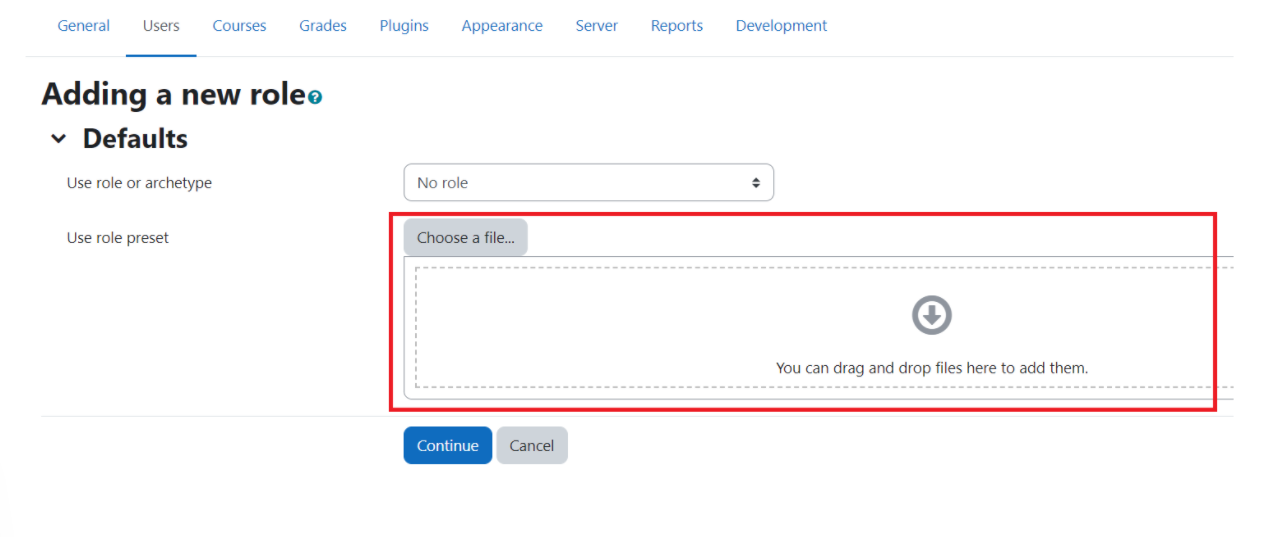 General Users Courses Grades Plugins Appearance Server Reports Development
Adding a new role
Defaults
Use role or archetype No role
Use role preset Choose a file...
You can drag and drop files here to add them.
Continue Cancel